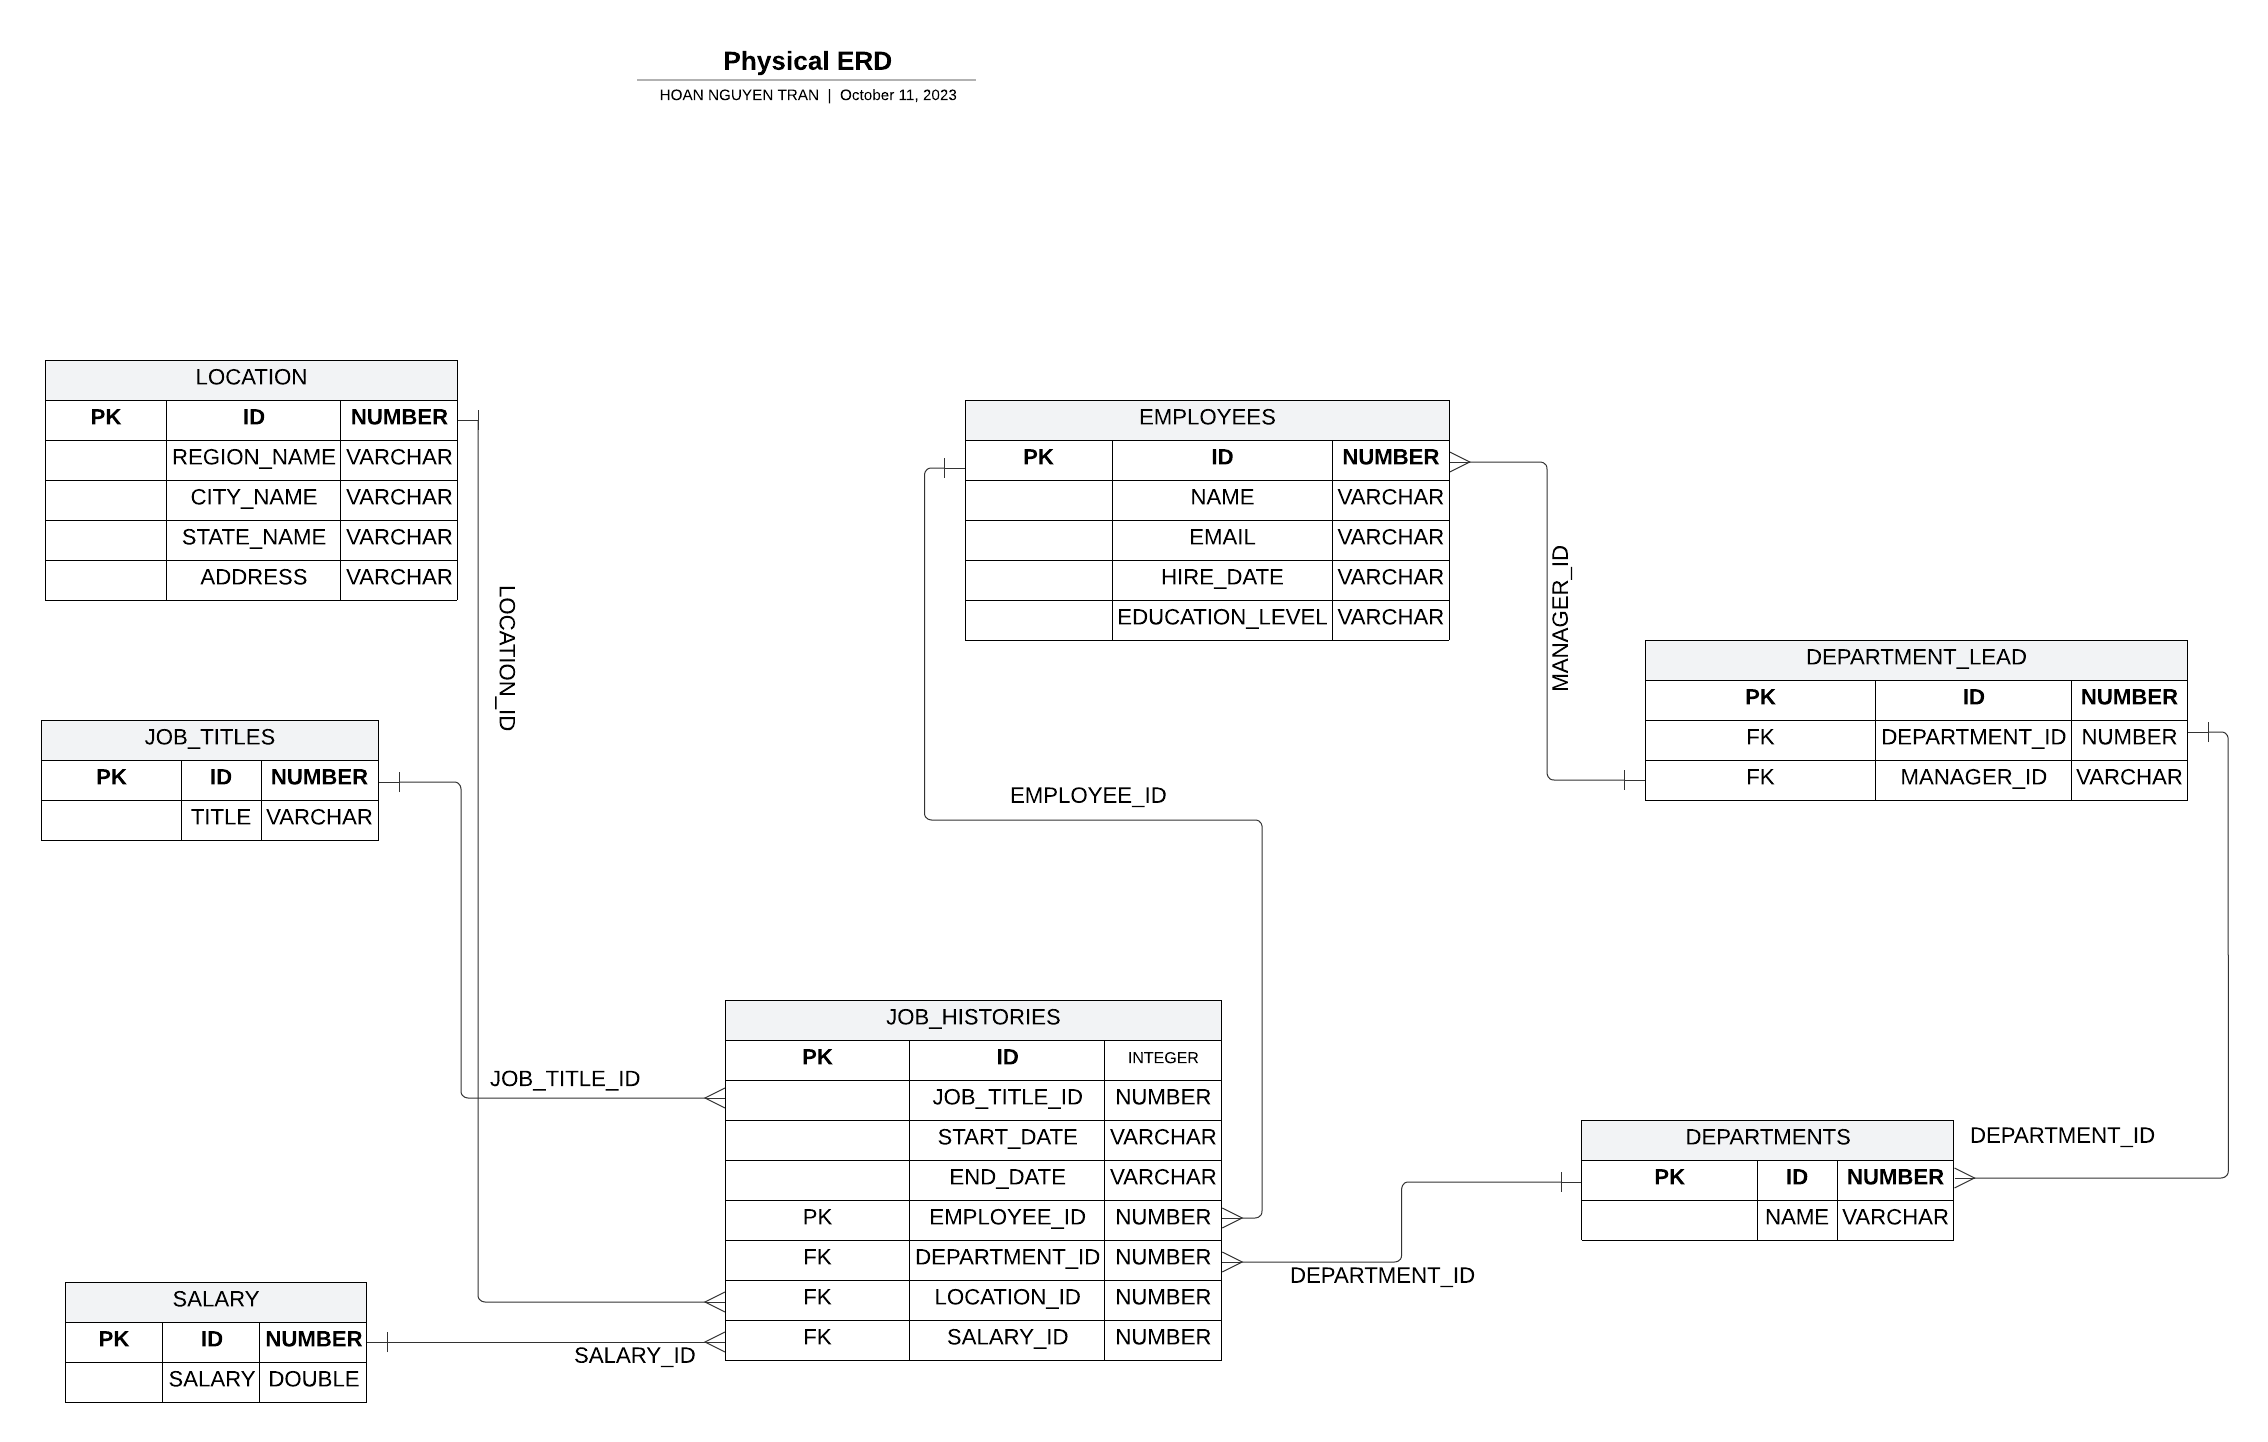 Physical ERD
HOAN NGUYEN TRAN | October 11, 2023
LOCATION
PK ID NUMBER
REGION_NAME VARCHAR
CITY_NAME VARCHAR
STATE_NAME VARCHAR
ADDRESS VARCHAR
LOCATION_ID
EMPLOYEES
PK ID NUMBER
NAME VARCHAR
EMAIL VARCHAR
HIRE_DATE VARCHAR
EDUCATION_LEVEL VARCHAR
MANAGER_ID
DEPARTMENT_LEAD
PK ID NUMBER
FK DEPARTMENT_ID NUMBER
FK MANAGER_ID VARCHAR
JOB_TITLES
PK ID NUMBER
TITLE VARCHAR
EMPLOYEE_ID
JOB_TITLE_ID
JOB_HISTORIES
PK ID INTEGER
JOB_TITLE_ID NUMBER
START_DATE VARCHAR
END_DATE VARCHAR
PK EMPLOYEE_ID NUMBER
FK DEPARTMENT_ID NUMBER
FK LOCATION_ID NUMBER
FK SALARY_ID NUMBER
DEPARTMENTS
PK ID NUMBER
NAME VARCHAR
DEPARTMENT_ID
DEPARTMENT_ID
SALARY
PK ID NUMBER
SALARY DOUBLE
SALARY_ID